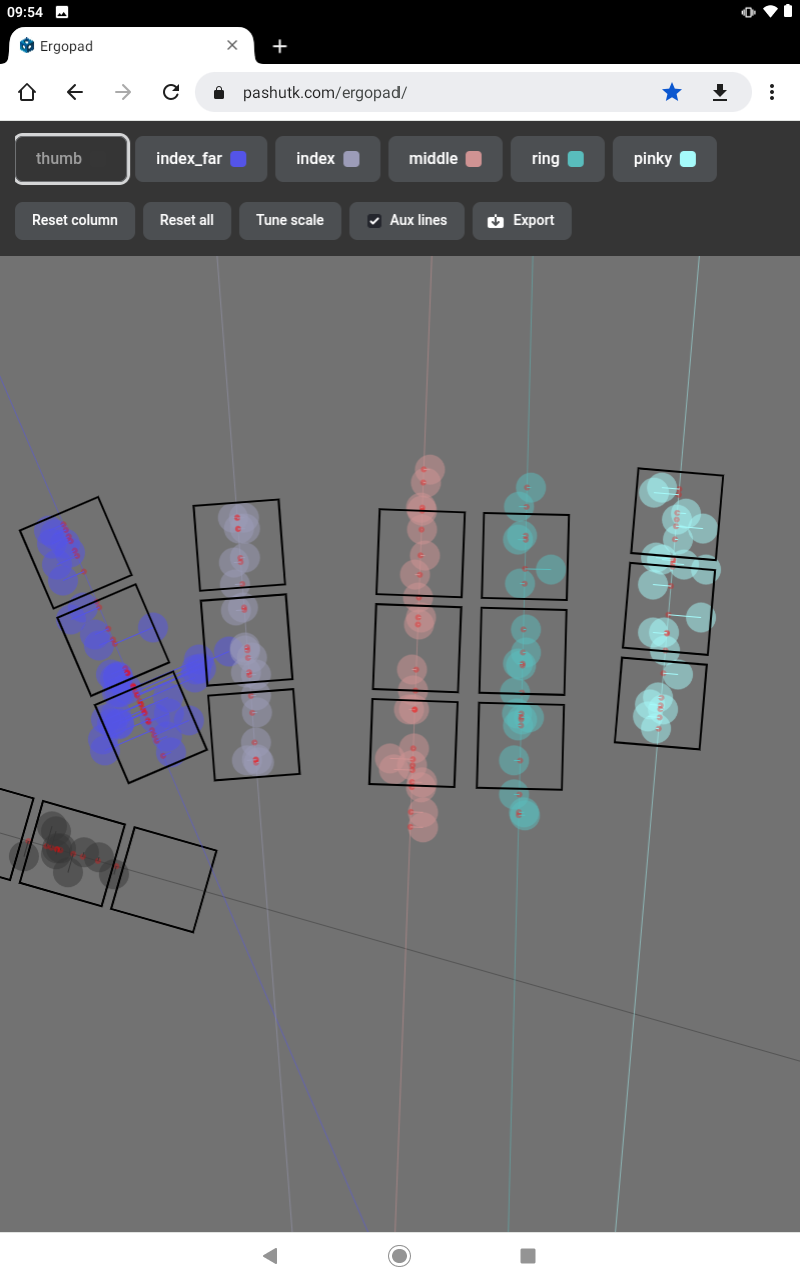 09:54
Ergopad
pashutk.com/ergopad/
thumb index_far index middle ring pinky
Reset column Reset all Tune scale Aux lines Export